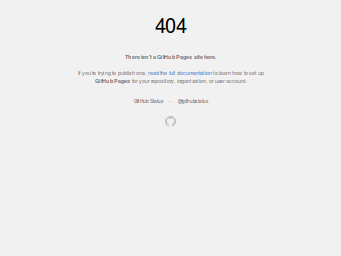 404
There isn't a GitHub Pages site here.
If you're trying to publish one, read the full documentation to learn how to set up
GitHub Pages for your repository, organization, or user account.
GitHub Status — @githubstatus